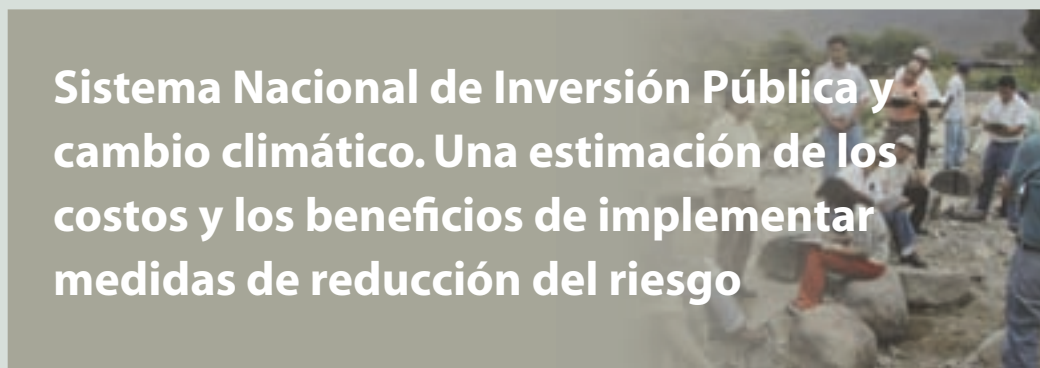 Sistema Nacional de Inversión Pública y
cambio climático. Una estimación de los
costos y los beneficios de implementar
medidas de reducción del riesgo